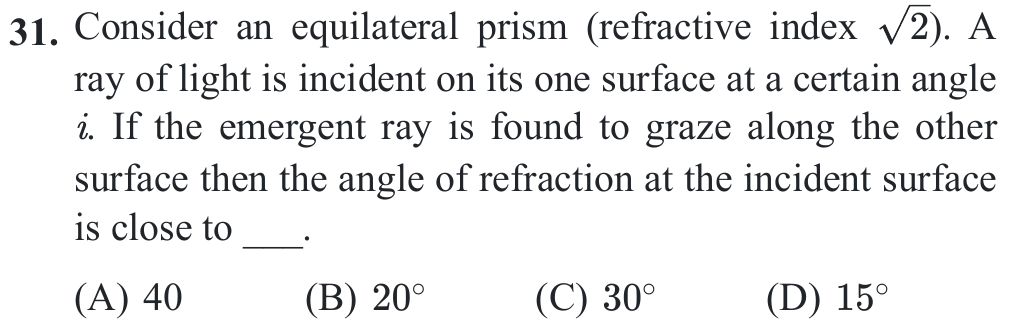 31. Consider an equilateral prism (refractive index √2). A
ray of light is incident on its one surface at a certain angle
i. If the emergent ray is found to graze along the other
surface then the angle of refraction at the incident surface
is close to ___.
(A) 40 (B) 20° (C) 30° (D) 15°